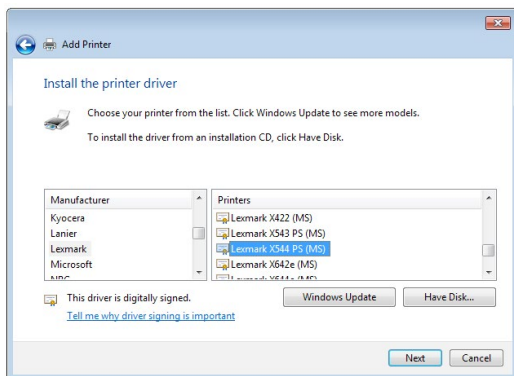 Add Printer
Install the printer driver
Choose your printer from the list. Click Windows Update to see more models.
To install the driver from an installation CD, click Have Disk.
Manufacturer
Kyocera
Lanier
Lexmark
Microsoft
Printers
Lexmark X422 (MS)
Lexmark X543 PS (MS)
Lexmark X544 PS (MS)
Lexmark X642e (MS)
This driver is digitally signed.
Tell me why driver signing is important
Windows Update
Have Disk...
Next
Cancel